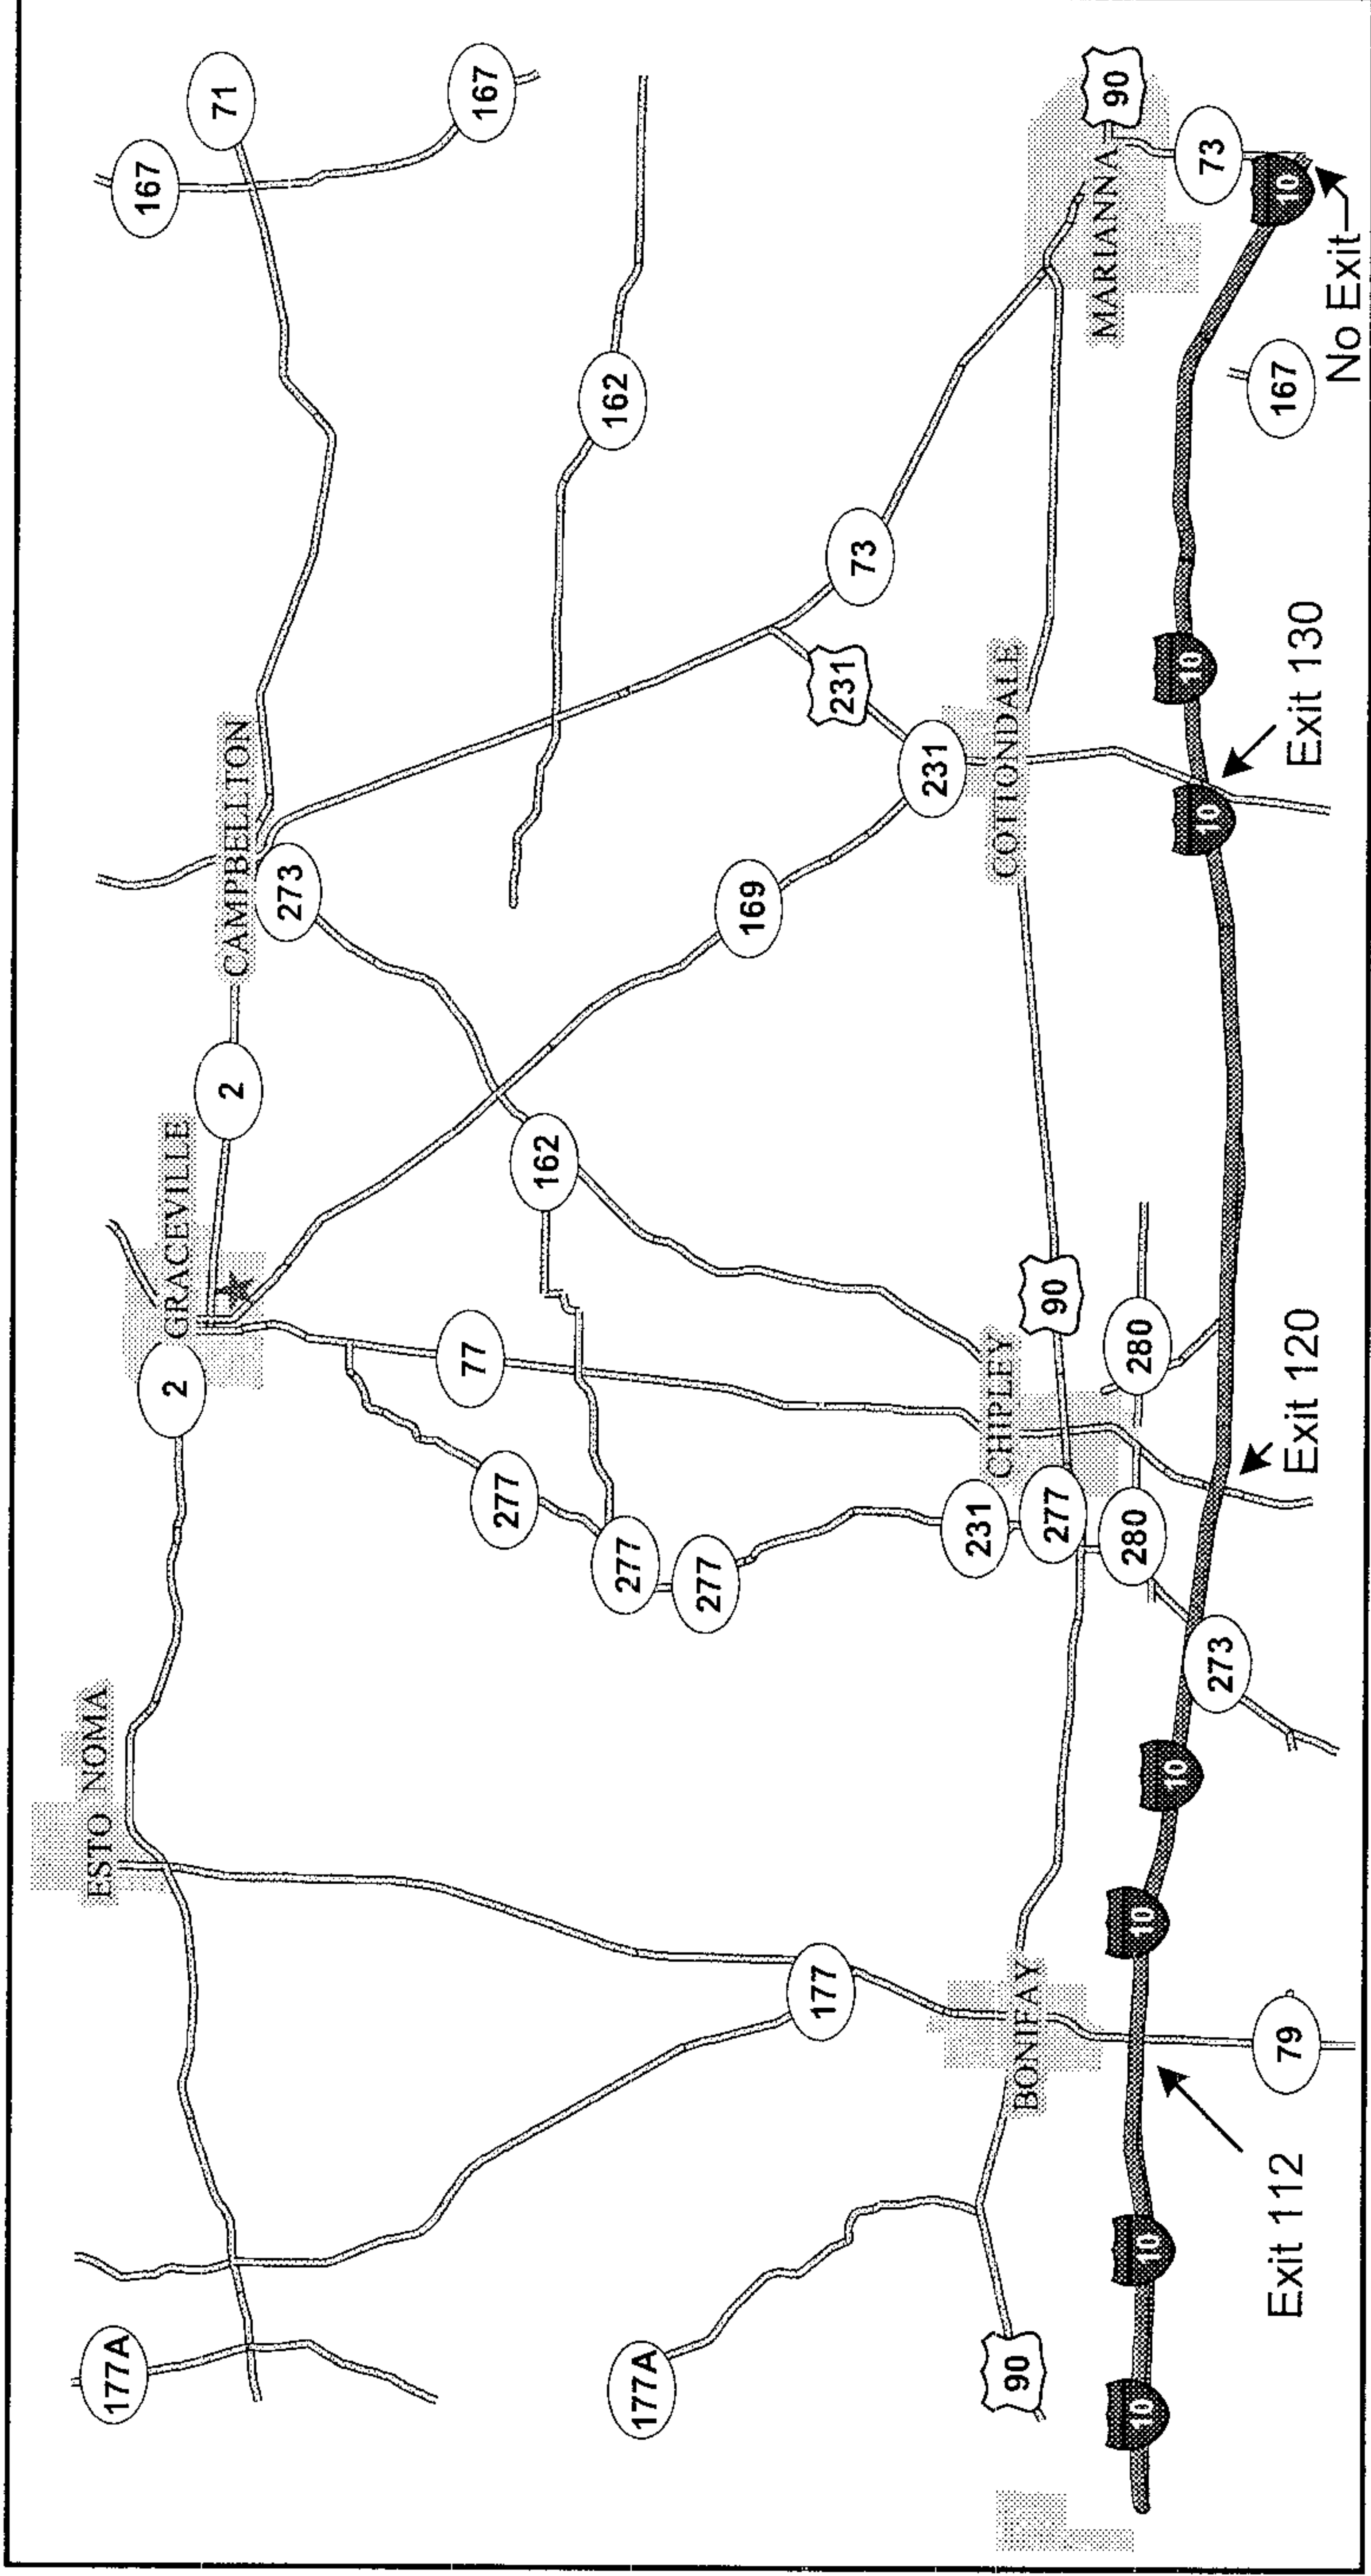 177A
ESTO NOMA
167
2
GRACEVILLE
71
2
CAMPBELLTON
273
77
167
277
162
162
277
177A
277
169
177
231
73
231
231
CHIPLEY
COTTONDALE
90
BONIFAY
277
90
MARIANNA
90
280
280
10
10
10
10
10
10
10
73
273
167
79
Exit 112
Exit 120
Exit 130
No Exit